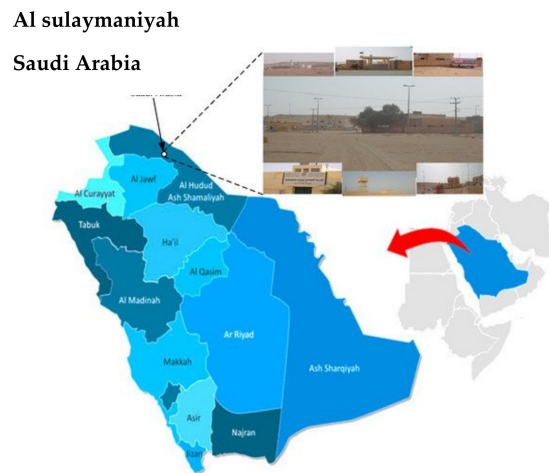 Al sulaymaniyah
Saudi Arabia
Al Jawf
Al Curayyat
Al Hudud
Ash Shamaliyah
Tabuk
Ha'il
Al Qasim
Al Madinah
Ar Riyad
Makkah
Ash Sharqiyah
Asir
Najran
Jizan